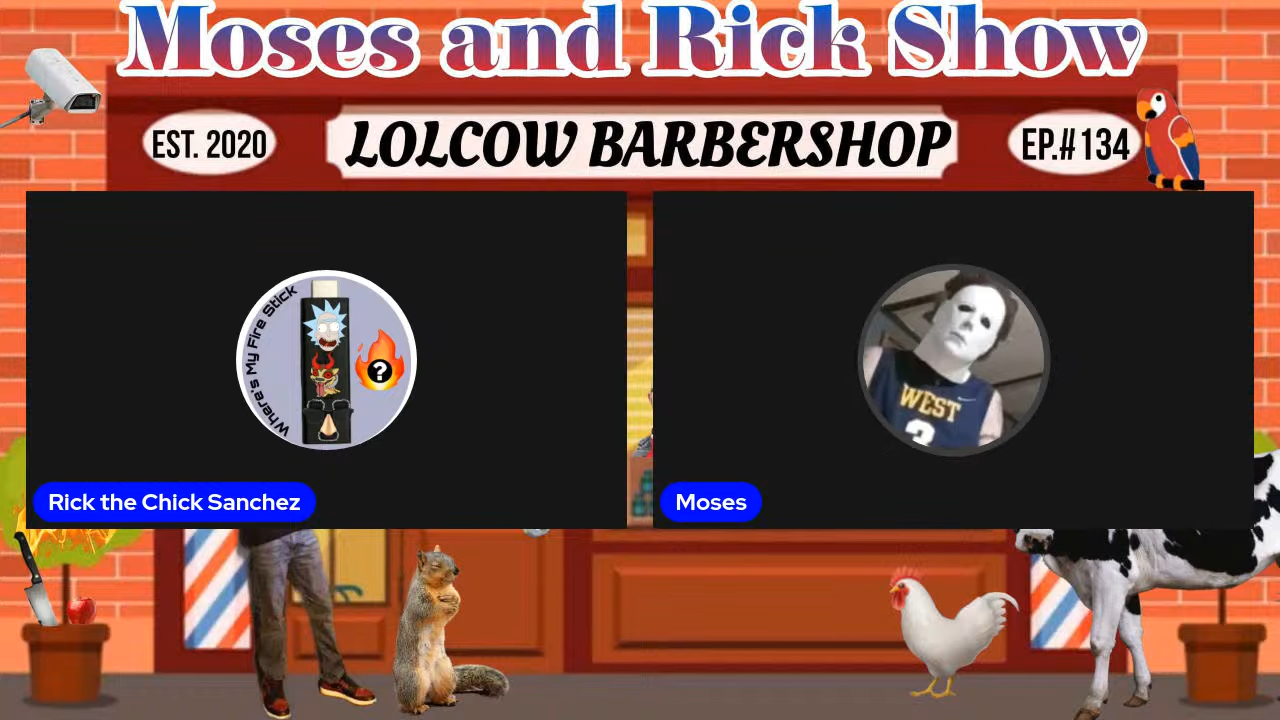 Moses and Rick Show
EST. 2020
LOLCOW BARBERSHOP
EP.#134
Where's My Fire Stick
?
WEST
Rick the Chick Sanchez
Moses